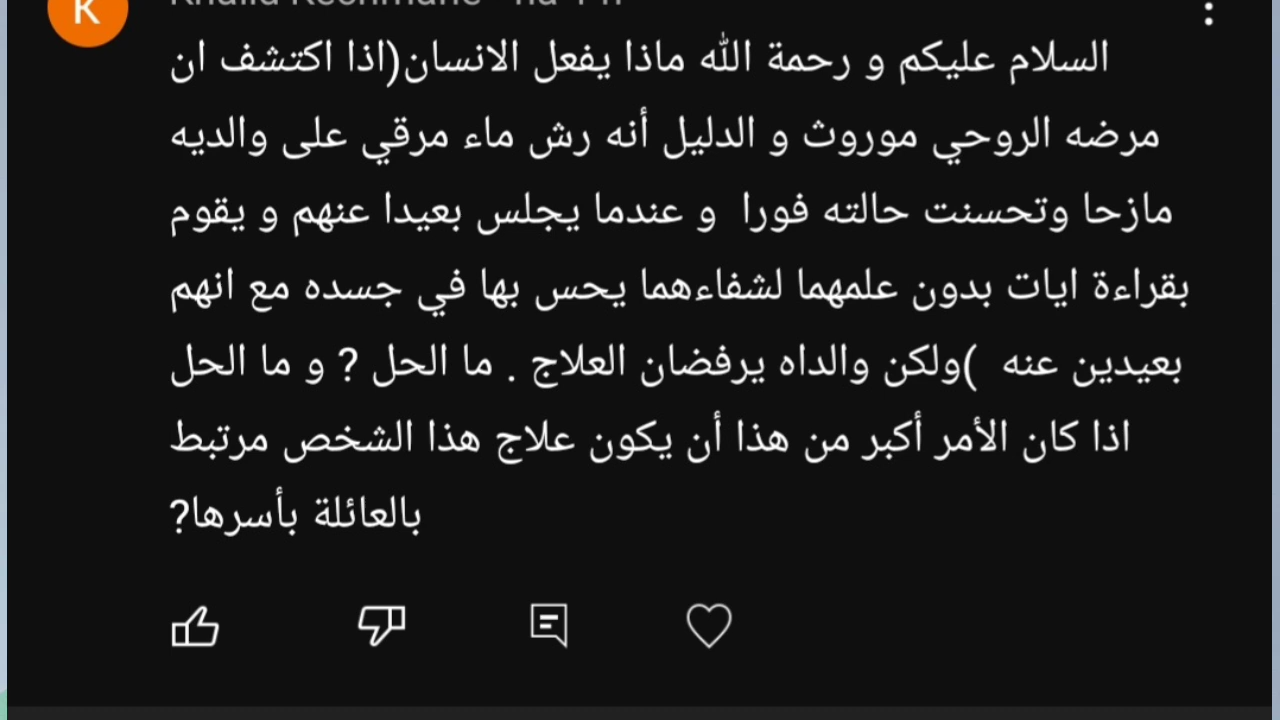 K
السلام عليكم و رحمة الله ماذا يفعل الانسان(اذا اكتشف ان
مرضه الروحي موروث و الدليل أنه رش ماء مرقي على والديه
مازحا وتحسنت حالته فورا و عندما يجلس بعيدا عنهم و يقوم
بقراءة ايات بدون علمهما لشفاءهما يحس بها في جسده مع انهم
بعيدين عنه )ولكن والداه يرفضان العلاج . ما الحل ? و ما الحل
اذا كان الأمر أكبر من هذا أن يكون علاج هذا الشخص مرتبط
بالعائلة بأسرها?